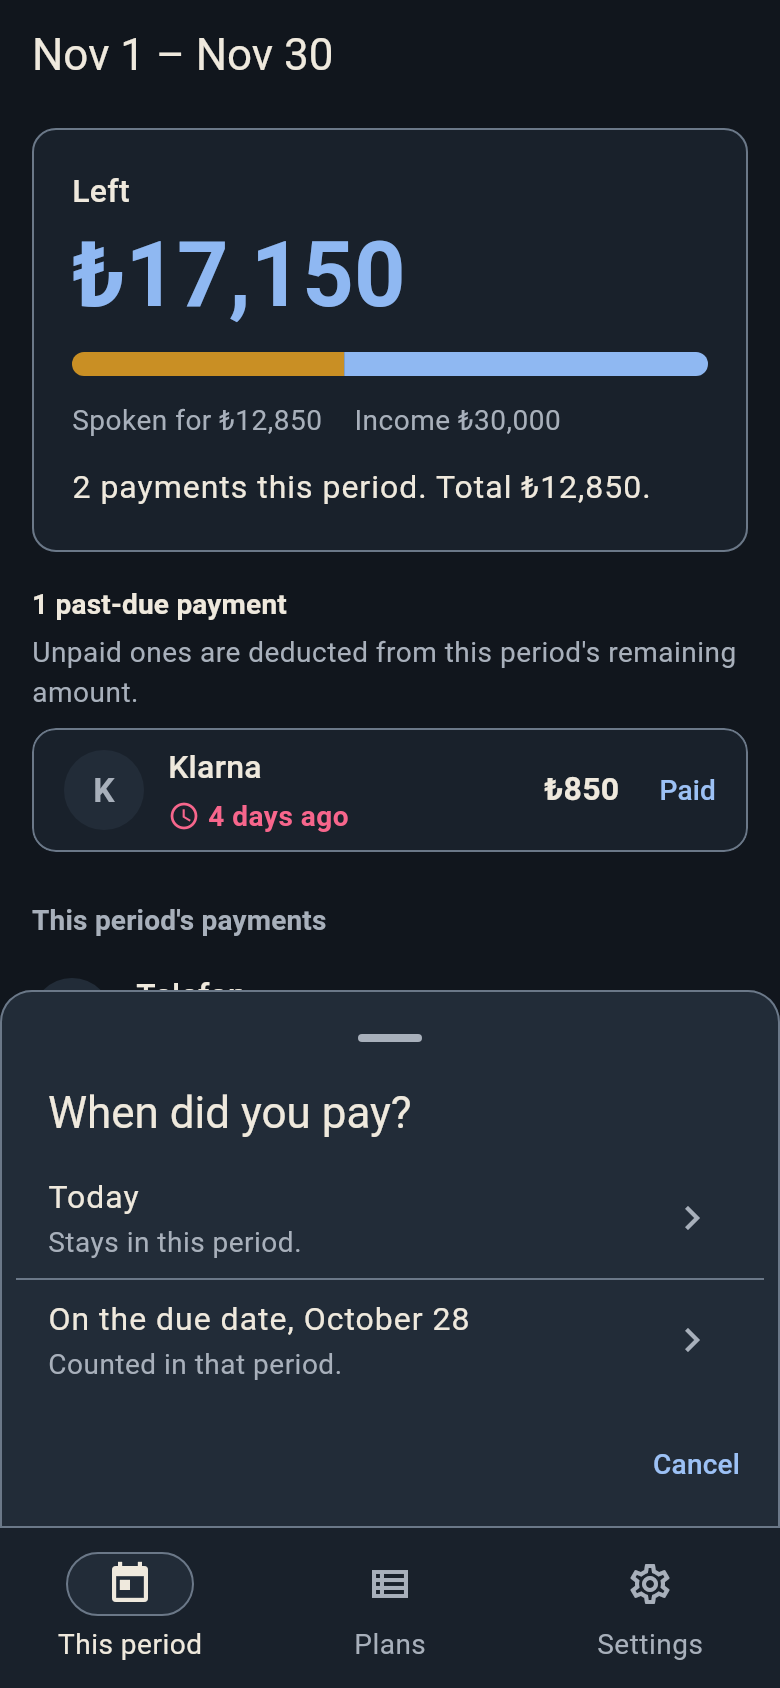 Nov 1 – Nov 30
Left
₺17,150
Spoken for ₺12,850 Income ₺30,000
2 payments this period. Total ₺12,850.
1 past-due payment
Unpaid ones are deducted from this period's remaining
amount.
K
Klarna
4 days ago
₺850
Paid
This period's payments
Telefon
When did you pay?
Today
Stays in this period.
On the due date, October 28
Counted in that period.
Cancel
This period
Plans
Settings